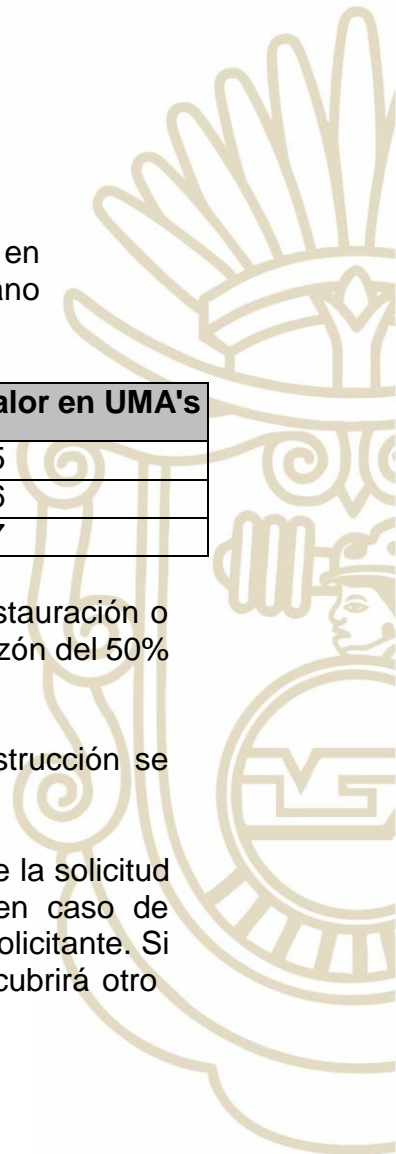 en
ano
alor en UMA's
5
6
7
stauración o
zón del 50%
strucción se
e la solicitud
en caso de
olicitante. Si
cubrirá otro